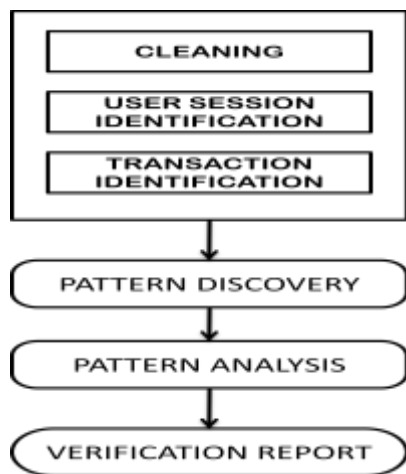 CLEANING
USER SESSION
IDENTIFICATION
TRANSACTION
IDENTIFICATION
PATTERN DISCOVERY
PATTERN ANALYSIS
VERIFICATION REPORT